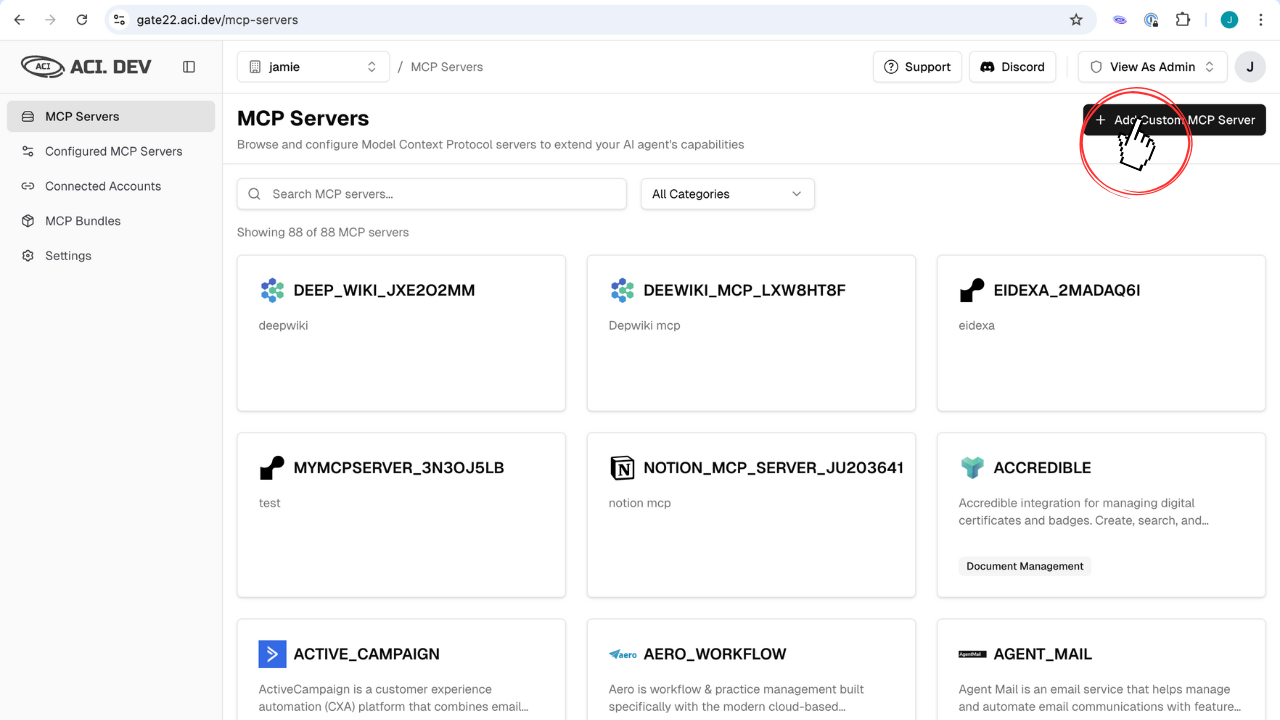 gate22.aci.dev/mcp-servers
J
ACI ACI. DEV
jamie
/ MCP Servers
Support
Discord
View As Admin
J
MCP Servers
Configured MCP Servers
Connected Accounts
MCP Bundles
Settings
MCP Servers
Browse and configure Model Context Protocol servers to extend your AI agent's capabilities
+ Add Custom MCP Server
Search MCP servers...
All Categories
Showing 88 of 88 MCP servers
DEEP_WIKI_JXE2O2MM
deepwiki
DEEWIKI_MCP_LXW8HT8F
Depwiki mcp
EIDEXA_2MADAQ6I
eidexa
MYMCPSERVER_3N3OJ5LB
test
NOTION_MCP_SERVER_JU203641
notion mcp
ACCREDIBLE
Accredible integration for managing digital
certificates and badges. Create, search, and...
Document Management
ACTIVE_CAMPAIGN
ActiveCampaign is a customer experience
automation (CXA) platform that combines email...
aero AERO_WORKFLOW
Aero is workflow & practice management built
specifically with the modern cloud-based...
AgentMail AGENT_MAIL
Agent Mail is an email service that helps manage
and automate email communications with feature...